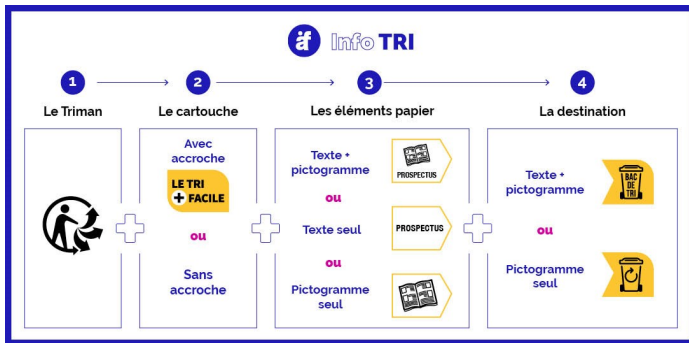 af Info TRI
1 2 3 4
Le Triman
Le cartouche
Les éléments papier
La destination
Avec
accroche
LE TRI
+ FACILE
ou
Sans
accroche
Texte +
pictogramme
PROSPECTUS
ou
Texte seul
PROSPECTUS
ou
Pictogramme
seul
Texte +
pictogramme
BAC
DE
TRI
ou
Pictogramme
seul